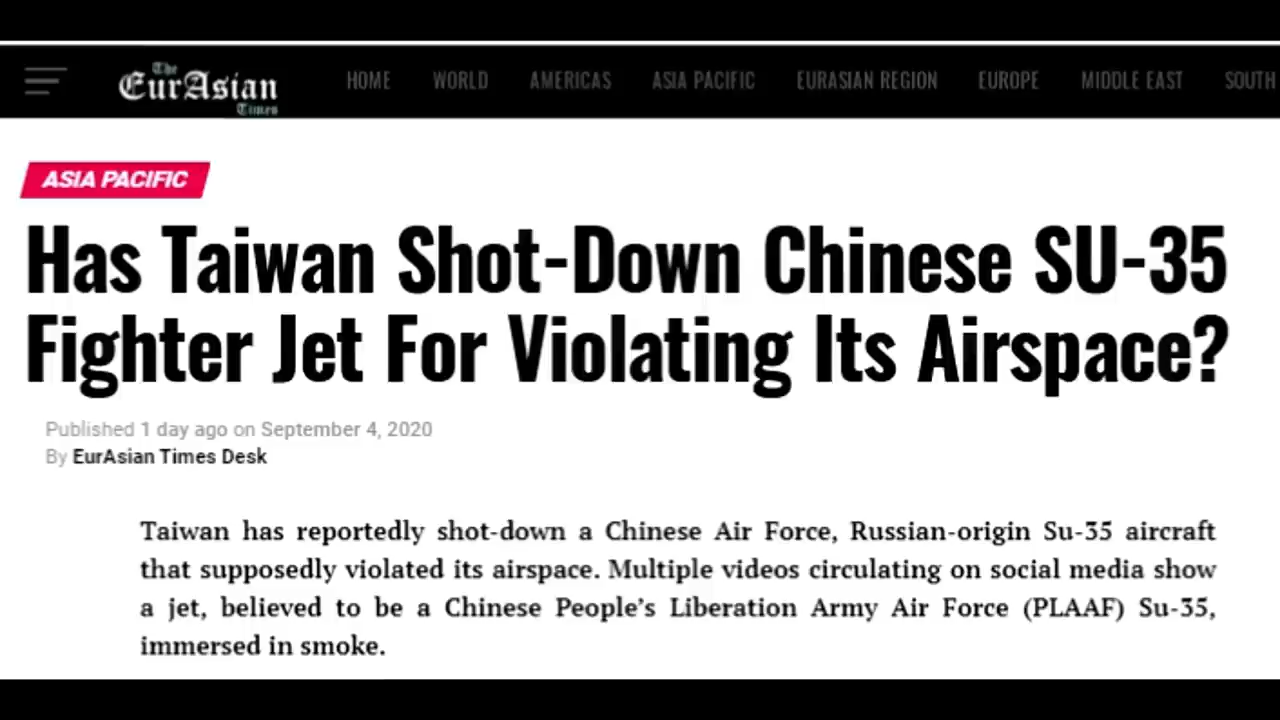 The
EurAsian
Times
HOME WORLD AMERICAS ASIA PACIFIC EURASIAN REGION EUROPE MIDDLE EAST SOUTH
ASIA PACIFIC
Has Taiwan Shot-Down Chinese SU-35
Fighter Jet For Violating Its Airspace?
Published 1 day ago on September 4, 2020
By EurAsian Times Desk
Taiwan has reportedly shot-down a Chinese Air Force, Russian-origin Su-35 aircraft
that supposedly violated its airspace. Multiple videos circulating on social media show
a jet, believed to be a Chinese People's Liberation Army Air Force (PLAAF) Su-35,
immersed in smoke.